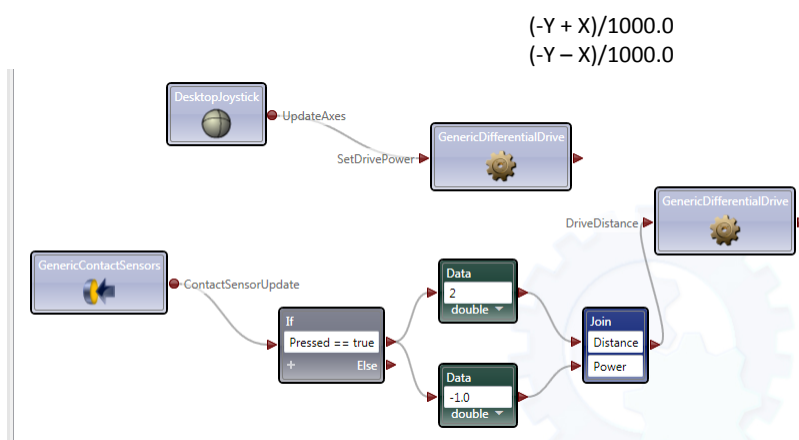 (-Y + X)/1000.0
(-Y – X)/1000.0
DesktopJoystick
UpdateAxes
GenericDifferentialDrive
SetDrivePower
GenericDifferentialDrive
DriveDistance
GenericContactSensors
ContactSensorUpdate
Data
2
double
If
Pressed == true
+ Else
Join
Distance
Power
Data
-1.0
double